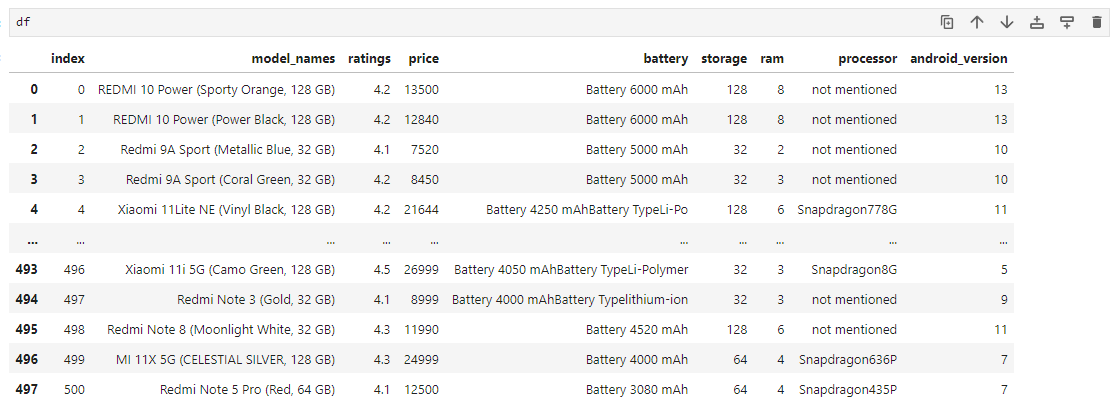 df
index model_names ratings price battery storage ram processor android_version
0 0 REDMI 10 Power (Sporty Orange, 128 GB) 4.2 13500 Battery 6000 mAh 128 8 not mentioned 13
1 1 REDMI 10 Power (Power Black, 128 GB) 4.2 12840 Battery 6000 mAh 128 8 not mentioned 13
2 2 Redmi 9A Sport (Metallic Blue, 32 GB) 4.1 7520 Battery 5000 mAh 32 2 not mentioned 10
3 3 Redmi 9A Sport (Coral Green, 32 GB) 4.2 8450 Battery 5000 mAh 32 3 not mentioned 10
4 4 Xiaomi 11Lite NE (Vinyl Black, 128 GB) 4.2 21644 Battery 4250 mAhBattery TypeLi-Po 128 6 Snapdragon778G 11
... ... ... ... ... ... ... ... ... ...
493 496 Xiaomi 11i 5G (Camo Green, 128 GB) 4.5 26999 Battery 4050 mAhBattery TypeLi-Polymer 32 3 Snapdragon8G 5
494 497 Redmi Note 3 (Gold, 32 GB) 4.1 8999 Battery 4000 mAhBattery Typelithium-ion 32 3 not mentioned 9
495 498 Redmi Note 8 (Moonlight White, 32 GB) 4.3 11990 Battery 4520 mAh 128 6 not mentioned 11
496 499 MI 11X 5G (CELESTIAL SILVER, 128 GB) 4.3 24999 Battery 4000 mAh 64 4 Snapdragon636P 7
497 500 Redmi Note 5 Pro (Red, 64 GB) 4.1 12500 Battery 3080 mAh 64 4 Snapdragon435P 7